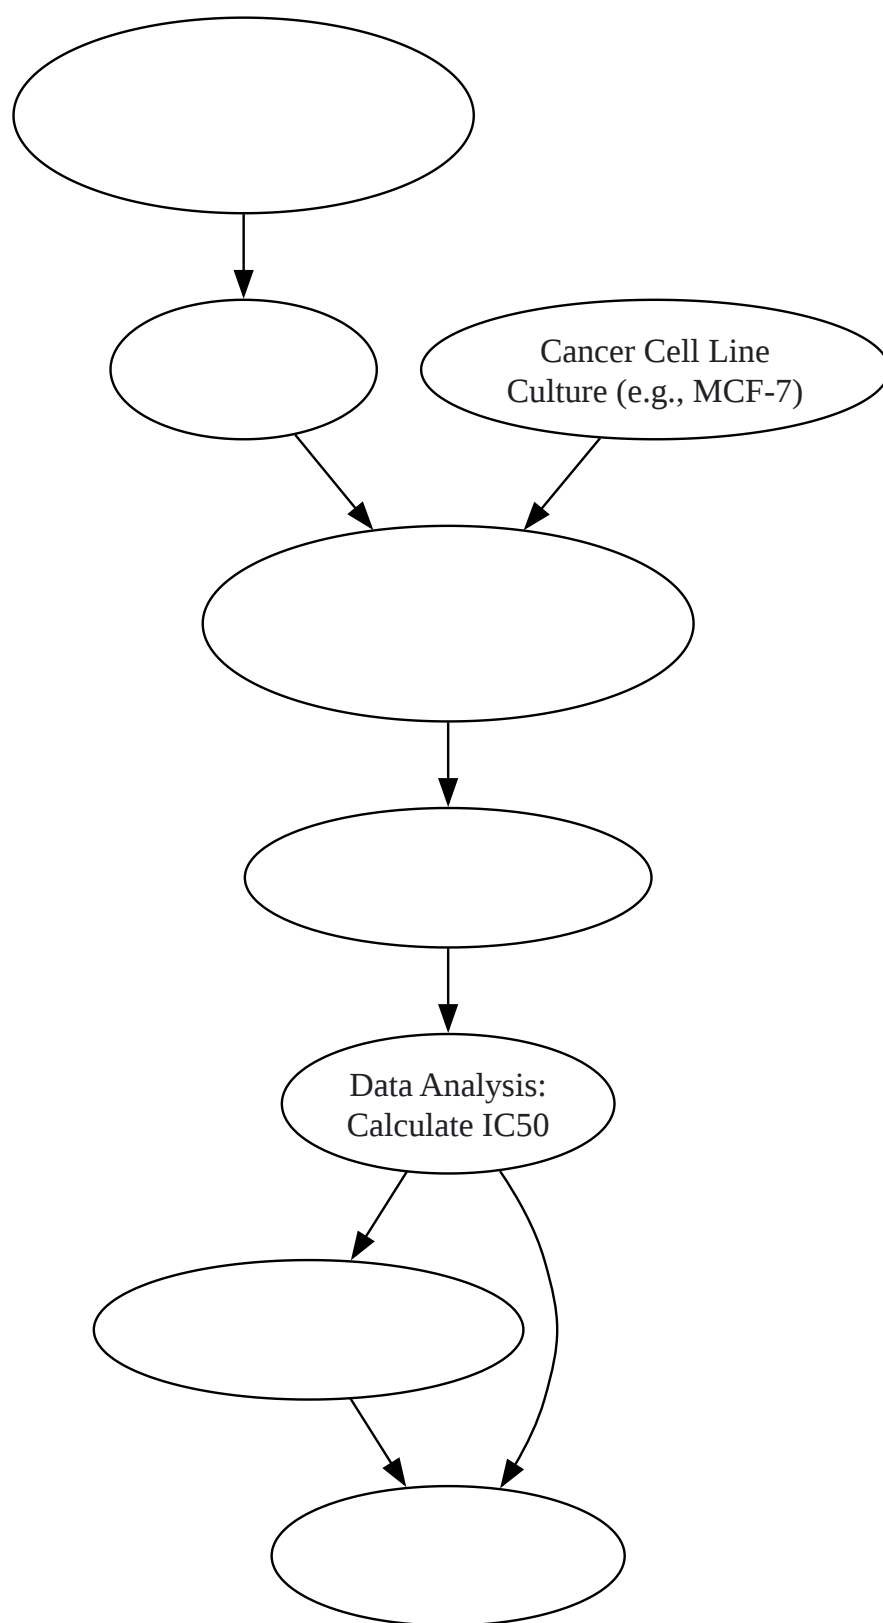 Cancer Cell Line
Culture (e.g., MCF-7)
Data Analysis:
Calculate IC50